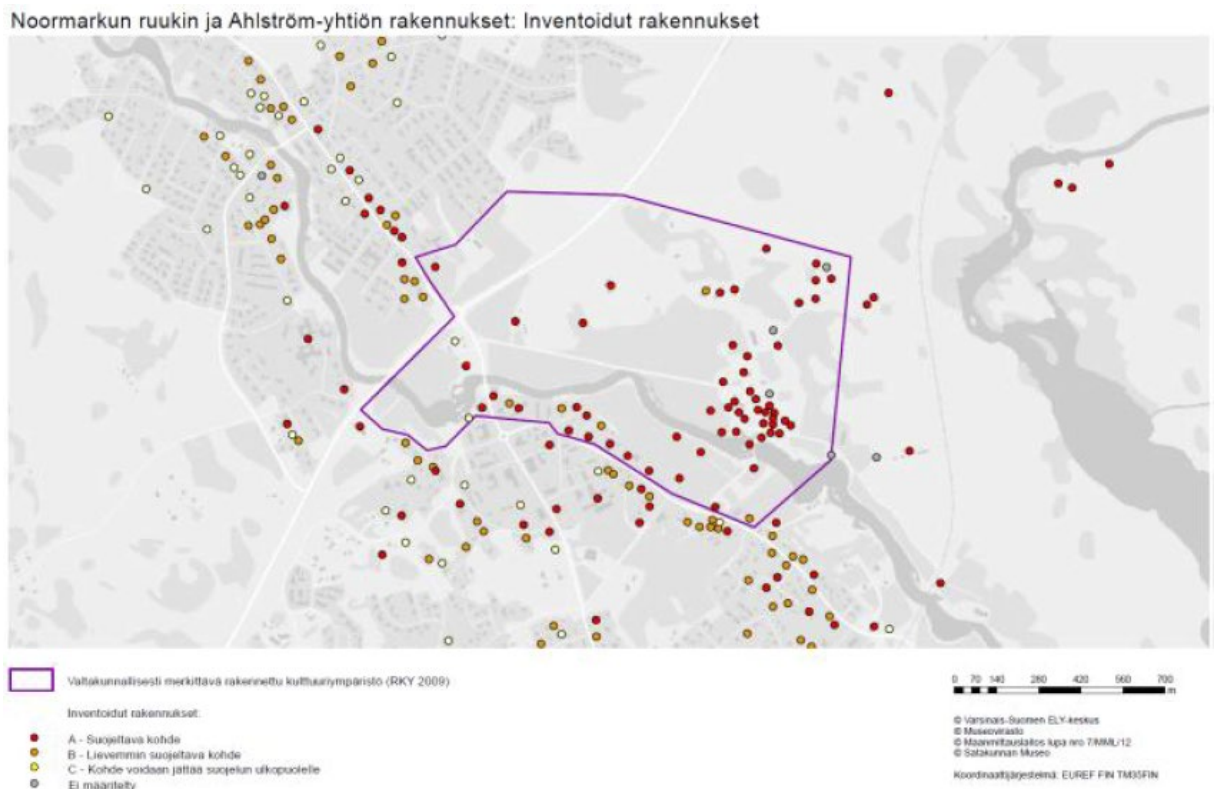 Noormarkun ruukin ja Ahlström-yhtiön rakennukset: Inventoidut rakennukset
Valtakunnallisesti merkittävä rakennettu kulttuuriympäristö (RKY 2009)
Inventoidut rakennukset:
A - Suojeltava kohde
B - Lievemmin suojeltava kohde
C - Kohde voidaan jättää suojelun ulkopuolelle
Ei määritelty
0 70 140 280 420 560 700
m
© Varsinais-Suomen ELY-keskus
© Museovirasto
© Maanmittauslaitos lupa nro 7/MML/12
© Satakunnan Museo
Koordinaattijärjestelmä: EUREF FIN TM35FIN